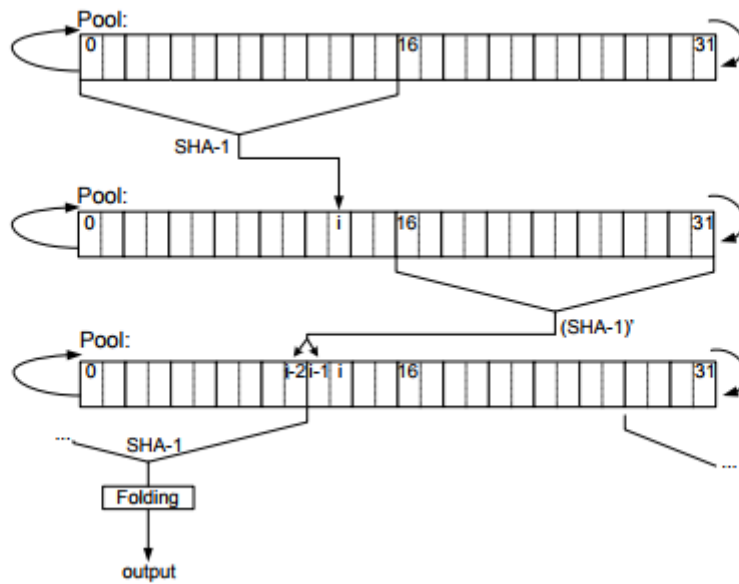 Pool:
0 16 31
SHA-1
Pool:
0 i 16 31
(SHA-1)'
Pool:
0 i-2 i-1 i 16 31
...
SHA-1
...
Folding
output